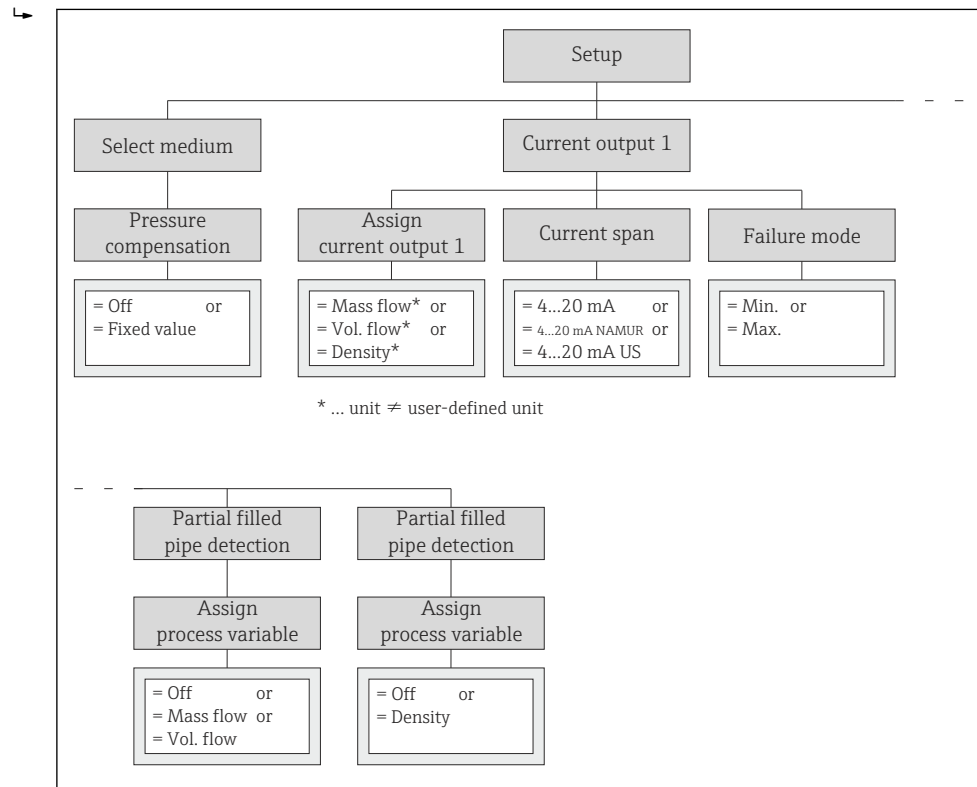 Setup
Select medium
Current output 1
Pressure
compensation
Assign
current output 1
Current span
Failure mode
= Off or
= Fixed value
= Mass flow* or
= Vol. flow* or
= Density*
= 4...20 mA or
= 4...20 mA NAMUR or
= 4...20 mA US
= Min. or
= Max.
* ... unit ≠ user-defined unit
Partial filled
pipe detection
Partial filled
pipe detection
Assign
process variable
Assign
process variable
= Off or
= Mass flow or
= Vol. flow
= Off or
= Density